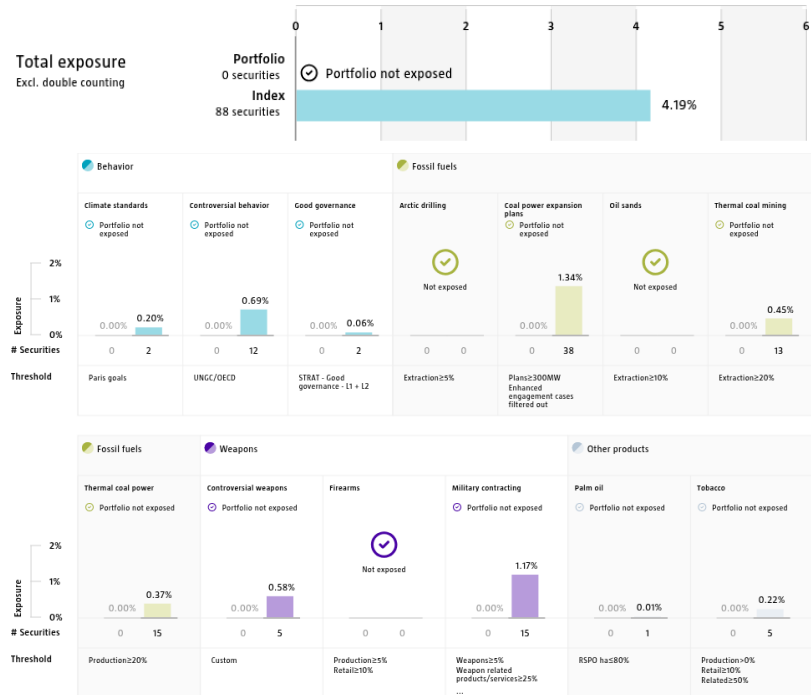 0 1 2 3 4 5 6
Total exposure
Excl. double counting
Portfolio
0 securities
Portfolio not exposed
Index
88 securities
4.19%
Behavior
Fossil fuels
Climate standards
Portfolio not
exposed
Controversial behavior
Portfolio not
exposed
Good governance
Portfolio not
exposed
Arctic drilling
Not exposed
Coal power expansion
plans
Portfolio not
exposed
Oil sands
Not exposed
Thermal coal mining
Portfolio not
exposed
Exposure
2%
1%
0%
0.00% 0.20% 0.00% 0.69% 0.00% 0.06% 0.00% 1.34% 0.00% 0.45%
# Securities 0 2 0 12 0 2 0 0 0 38 0 0 0 13
Threshold
Paris goals
UNGC/OECD
STRAT - Good
governance - L1 + L2
Extraction≥5%
Plans≥300MW
Enhanced
engagement cases
filtered out
Extraction≥10%
Extraction≥20%
Fossil fuels
Weapons
Other products
Thermal coal power
Portfolio not exposed
Controversial weapons
Portfolio not exposed
Firearms
Not exposed
Military contracting
Portfolio not exposed
Palm oil
Portfolio not exposed
Tobacco
Portfolio not exposed
Exposure
2%
1%
0%
0.00% 0.37% 0.00% 0.58% 0.00% 1.17% 0.00% 0.01% 0.00% 0.22%
# Securities 0 15 0 5 0 0 0 15 0 1 0 5
Threshold
Production≥20%
Custom
Production≥5%
Retail≥10%
Weapons≥5%
Weapon related
products/services≥25%
...
RSPO ha≤80%
Production>0%
Retail≥10%
Related≥50%